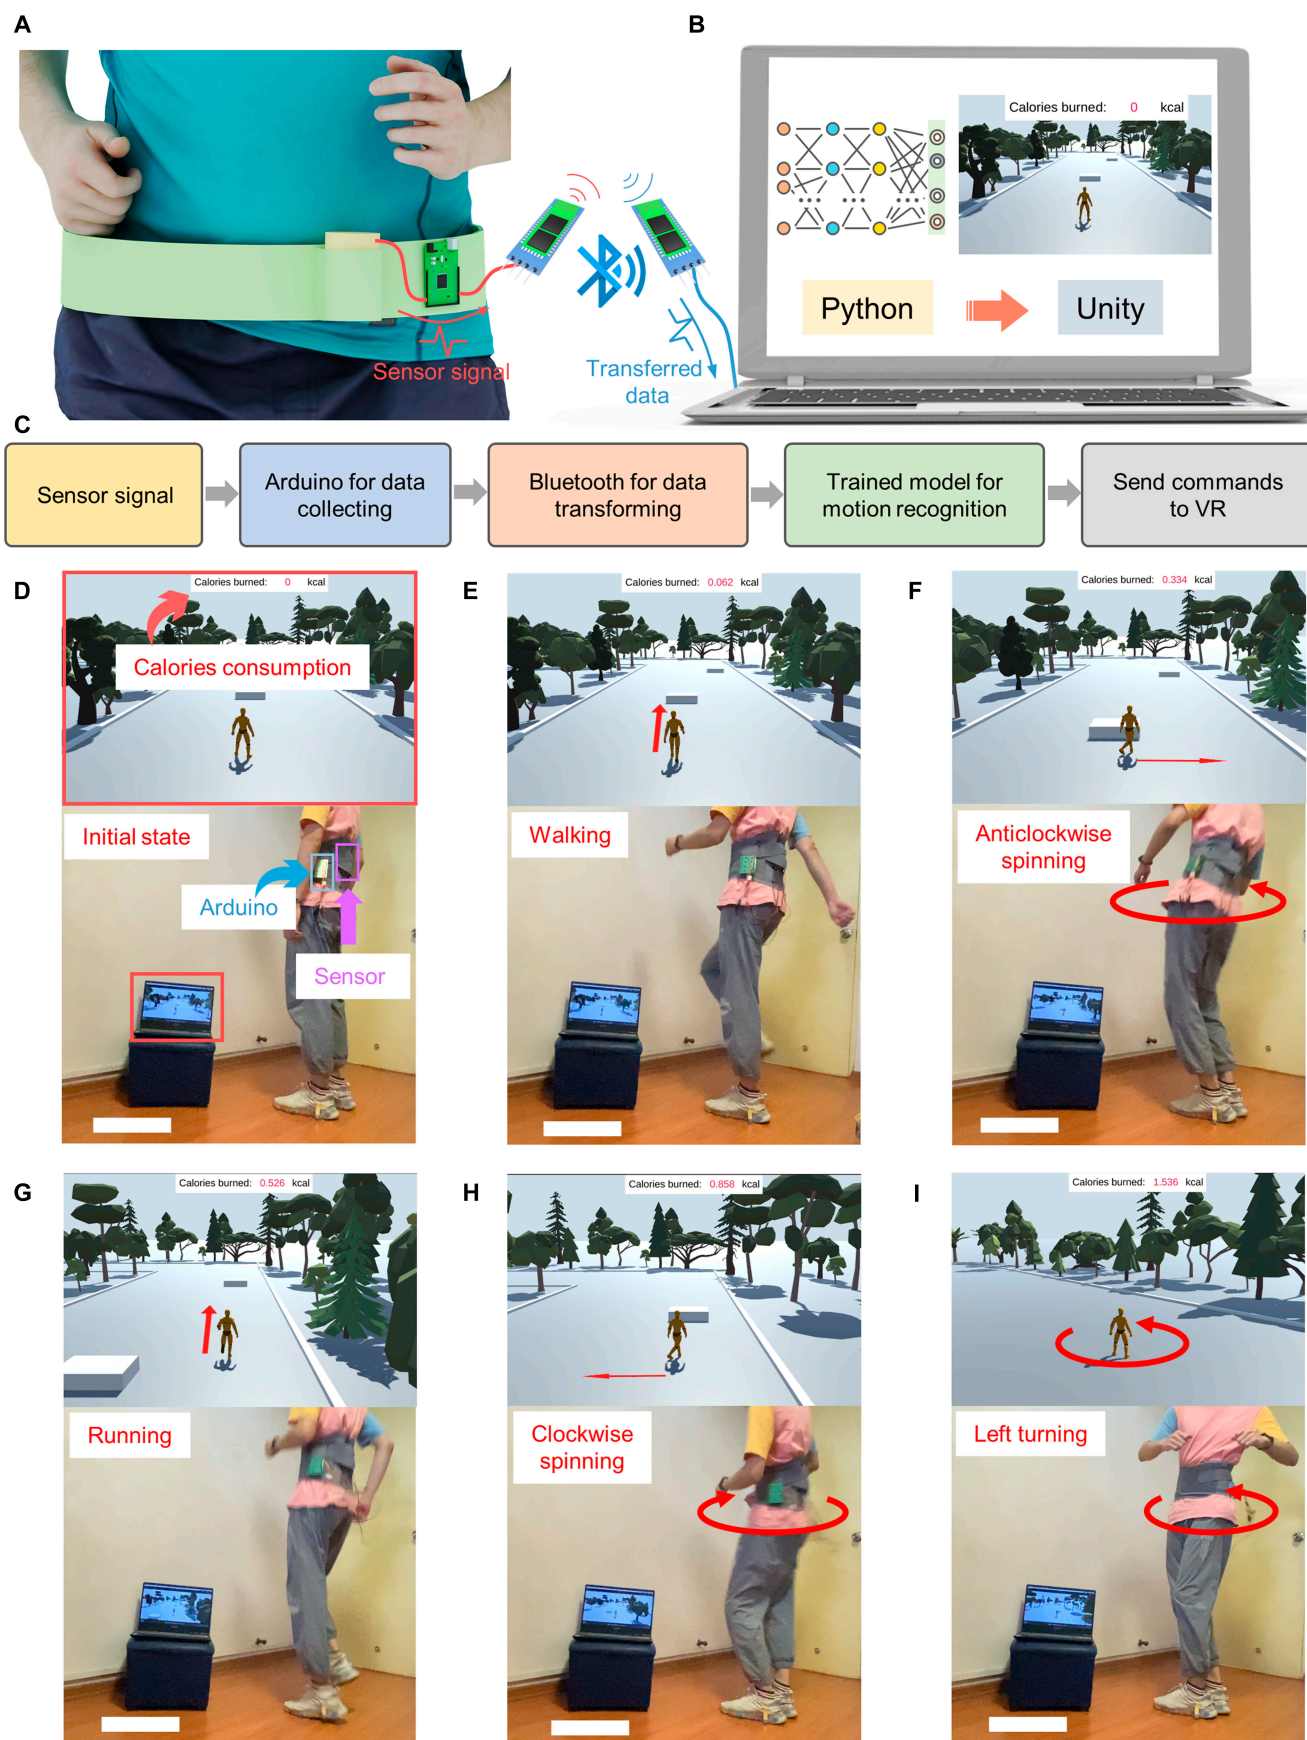 A
B
Calories burned: 0 kcal
Python
Unity
Sensor signal
Transferred
data
C
Sensor signal
Arduino for data
collecting
Bluetooth for data
transforming
Trained model for
motion recognition
Send commands
to VR
D
Calories burned: 0 kcal
Calories consumption
Initial state
Arduino
Sensor
E
Calories burned: 0.062 kcal
Walking
F
Calories burned: 0.334 kcal
Anticlockwise
spinning
G
Calories burned: 0.526 kcal
Running
H
Calories burned: 0.858 kcal
Clockwise
spinning
I
Calories burned: 1.536 kcal
Left turning